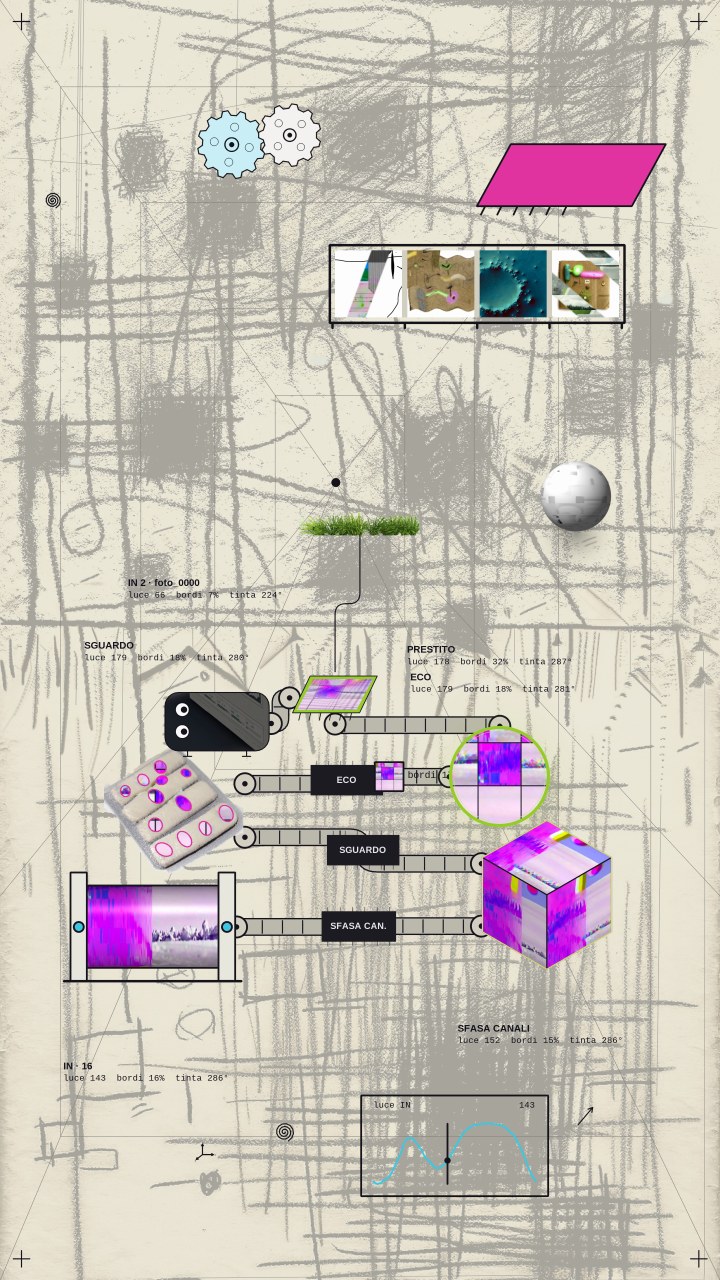 IN 2 · foto_0000
luce 66  bordi 7%  tinta 224°
SGUARDO
luce 179  bordi 18%  tinta 280°
PRESTITO
luce 178  bordi 32%  tinta 287°
ECO
luce 179  bordi 18%  tinta 281°
ECO
bordi 1
SGUARDO
SFASA CAN.
SFASA CANALI
luce 152  bordi 15%  tinta 286°
IN · 16
luce 143  bordi 16%  tinta 286°
luce IN  143